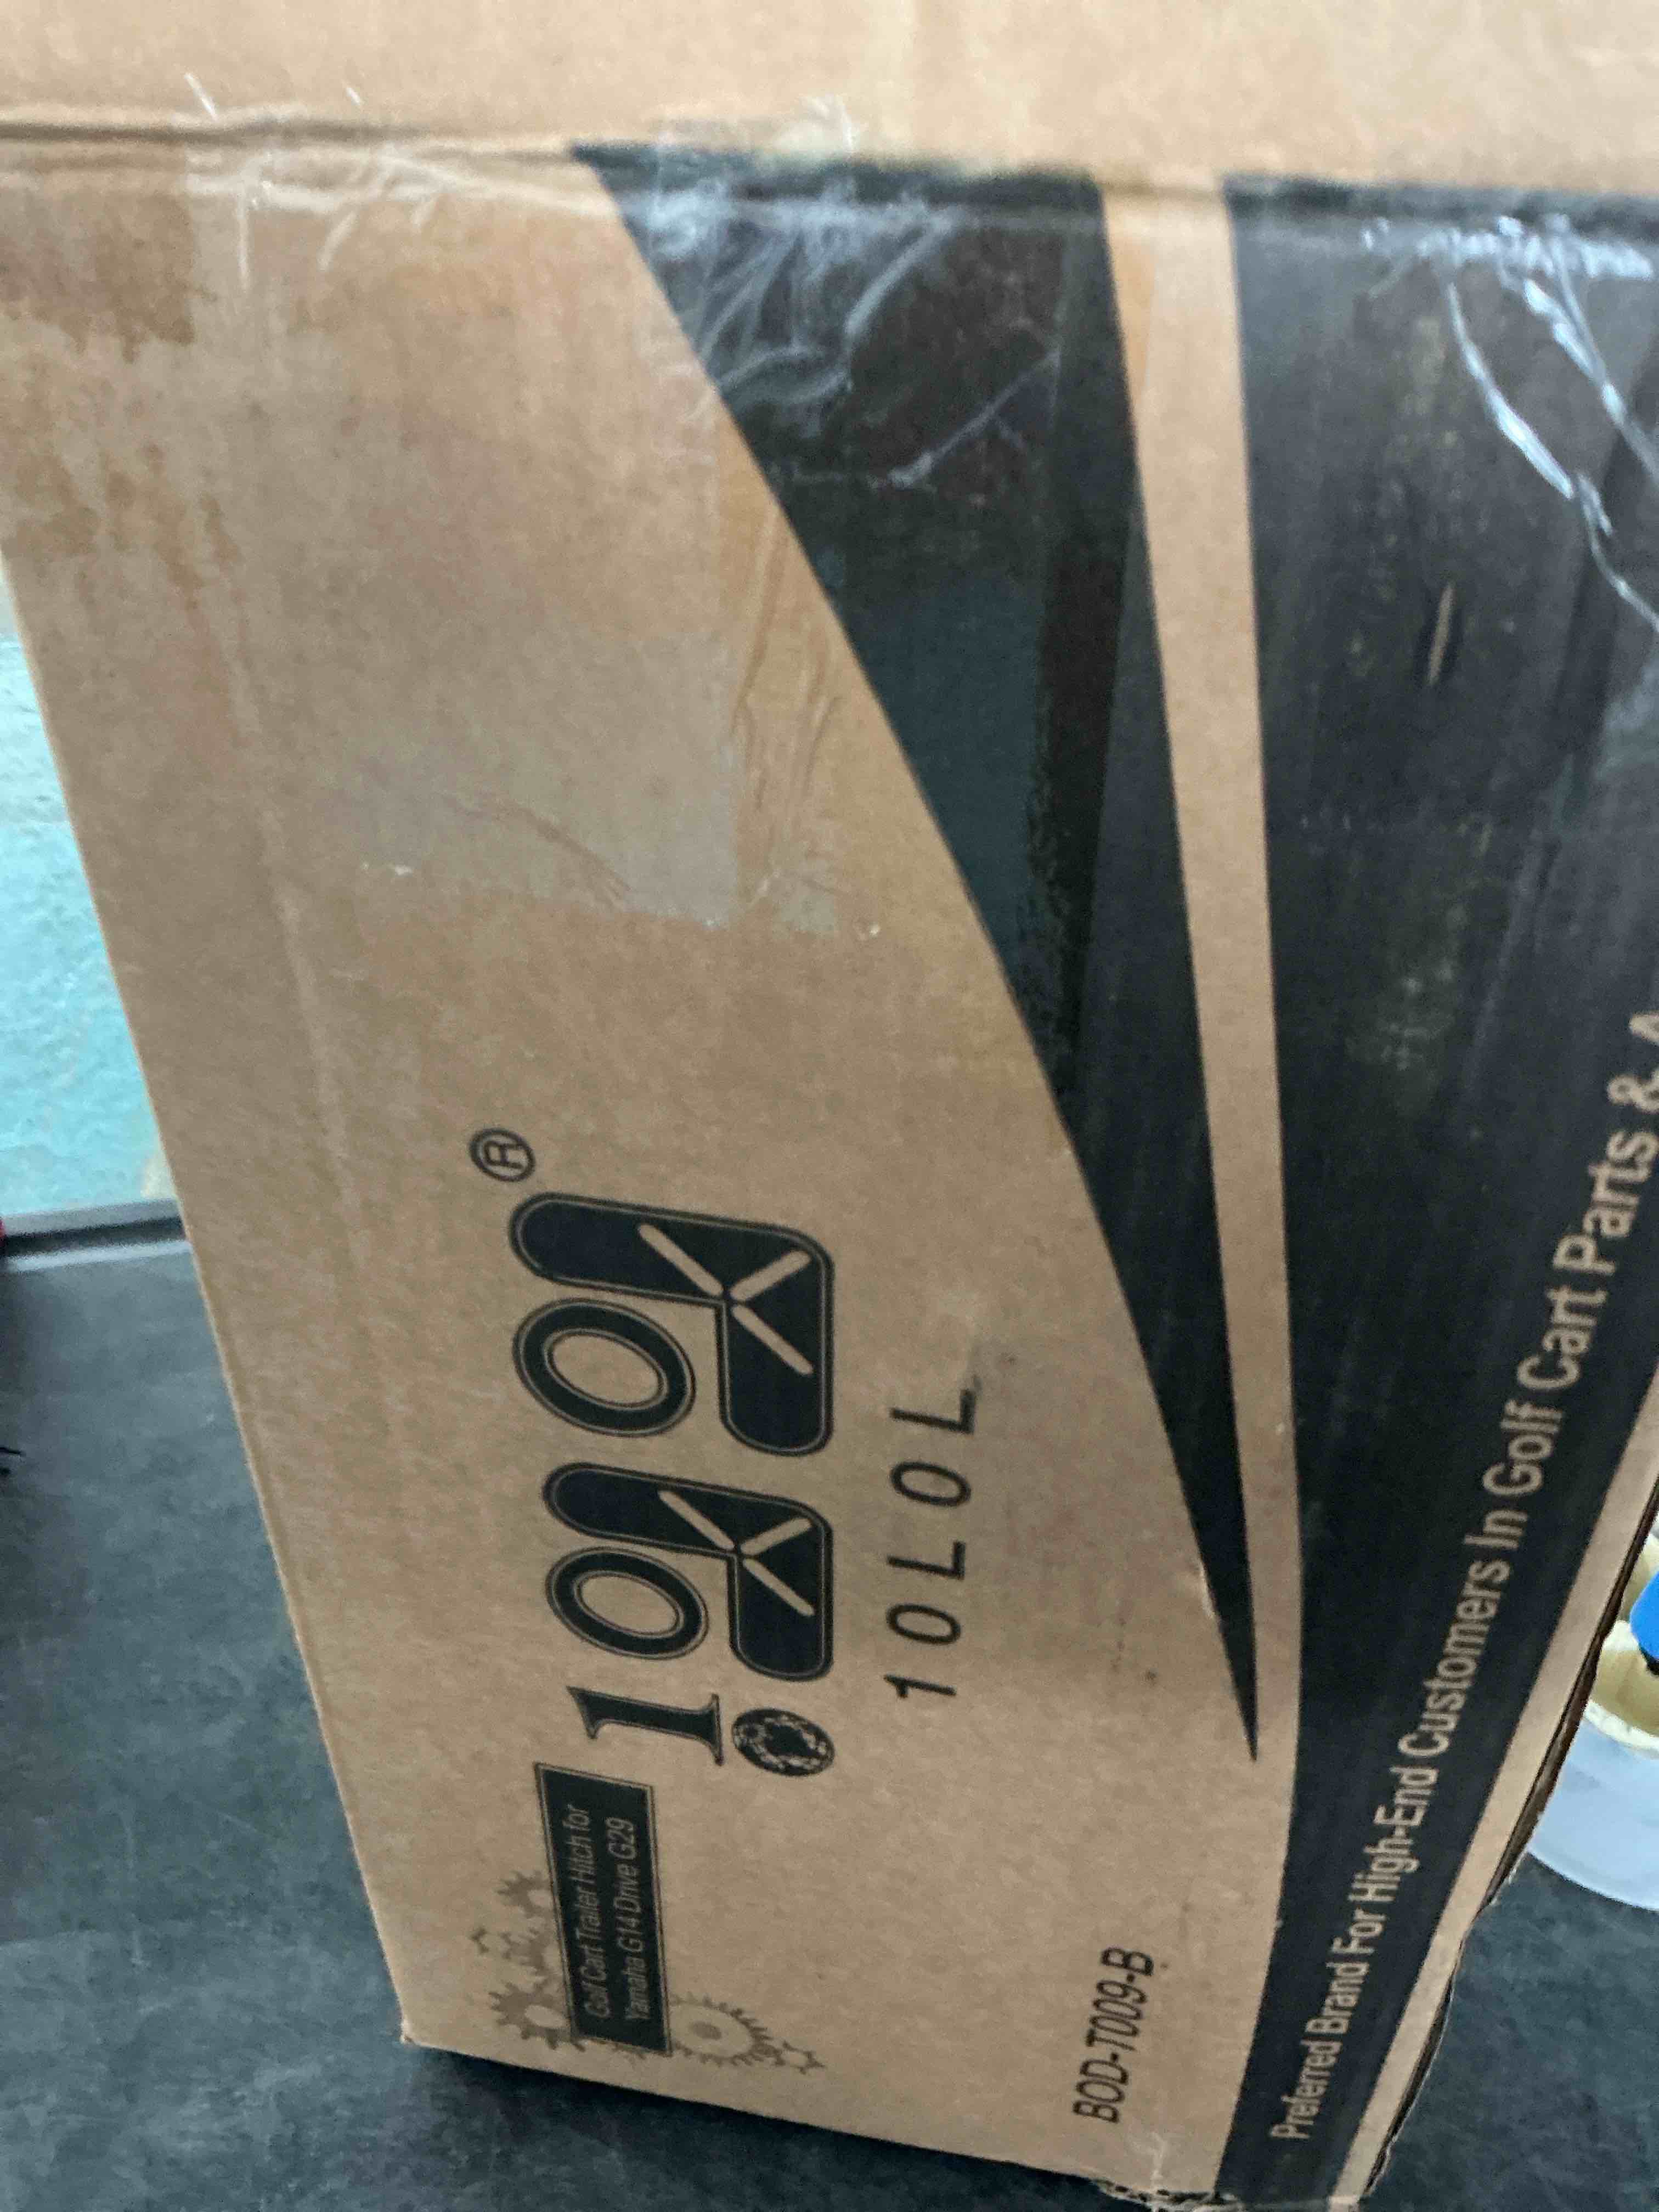 Golf Cart Trailer Hitch for
Yamaha G14 Drive G29
10L0L®
10L0L
BOD-T009-B
Preferred Brand For High-End Customers In Golf Cart Parts &